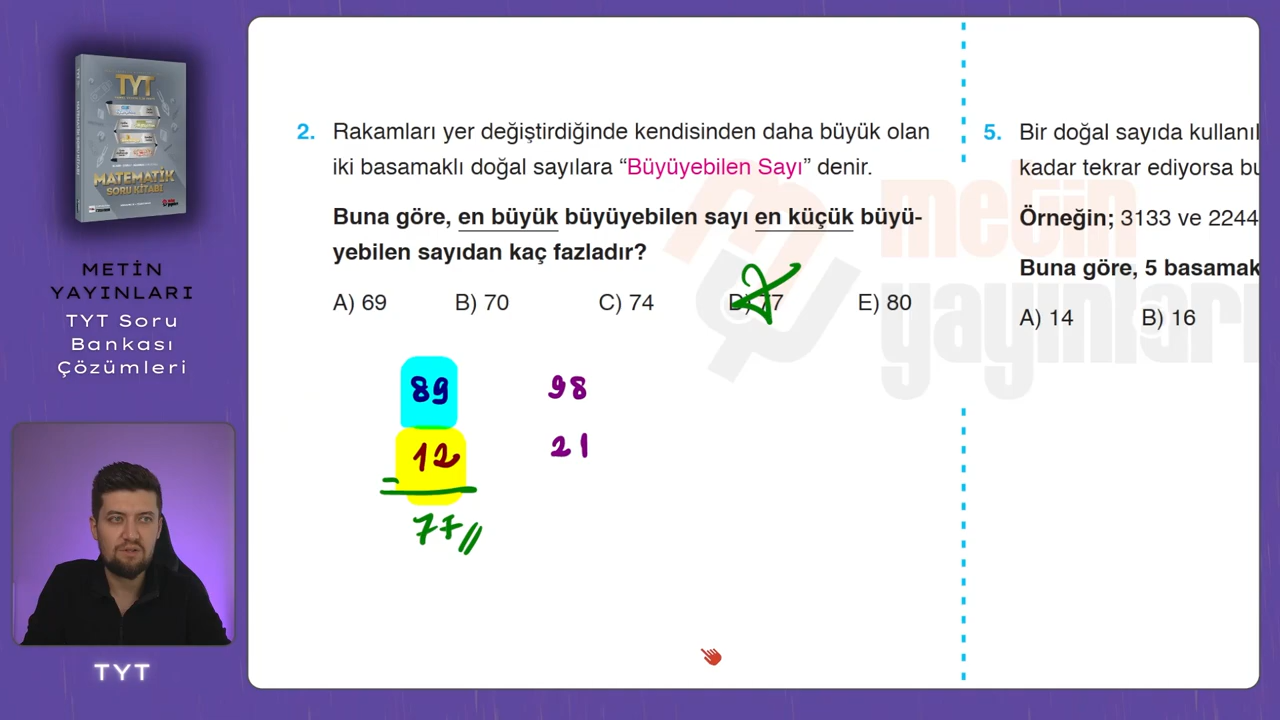 TYT
MATEMATİK
SORU KİTABI
METİN
YAYINLARI
TYT Soru
Bankası
Çözümleri
TYT
2. Rakamları yer değiştirdiğinde kendisinden daha büyük olan
iki basamaklı doğal sayılara “Büyüyebilen Sayı” denir.
Buna göre, en büyük büyüyebilen sayı en küçük büyü-
yebilen sayıdan kaç fazladır?
A) 69 B) 70 C) 74 D) 77 E) 80
89 98
12 21
77
5. Bir doğal sayıda kullanıl
kadar tekrar ediyorsa bu
Örneğin; 3133 ve 2244
Buna göre, 5 basamak
A) 14 B) 16
metin
yayınları